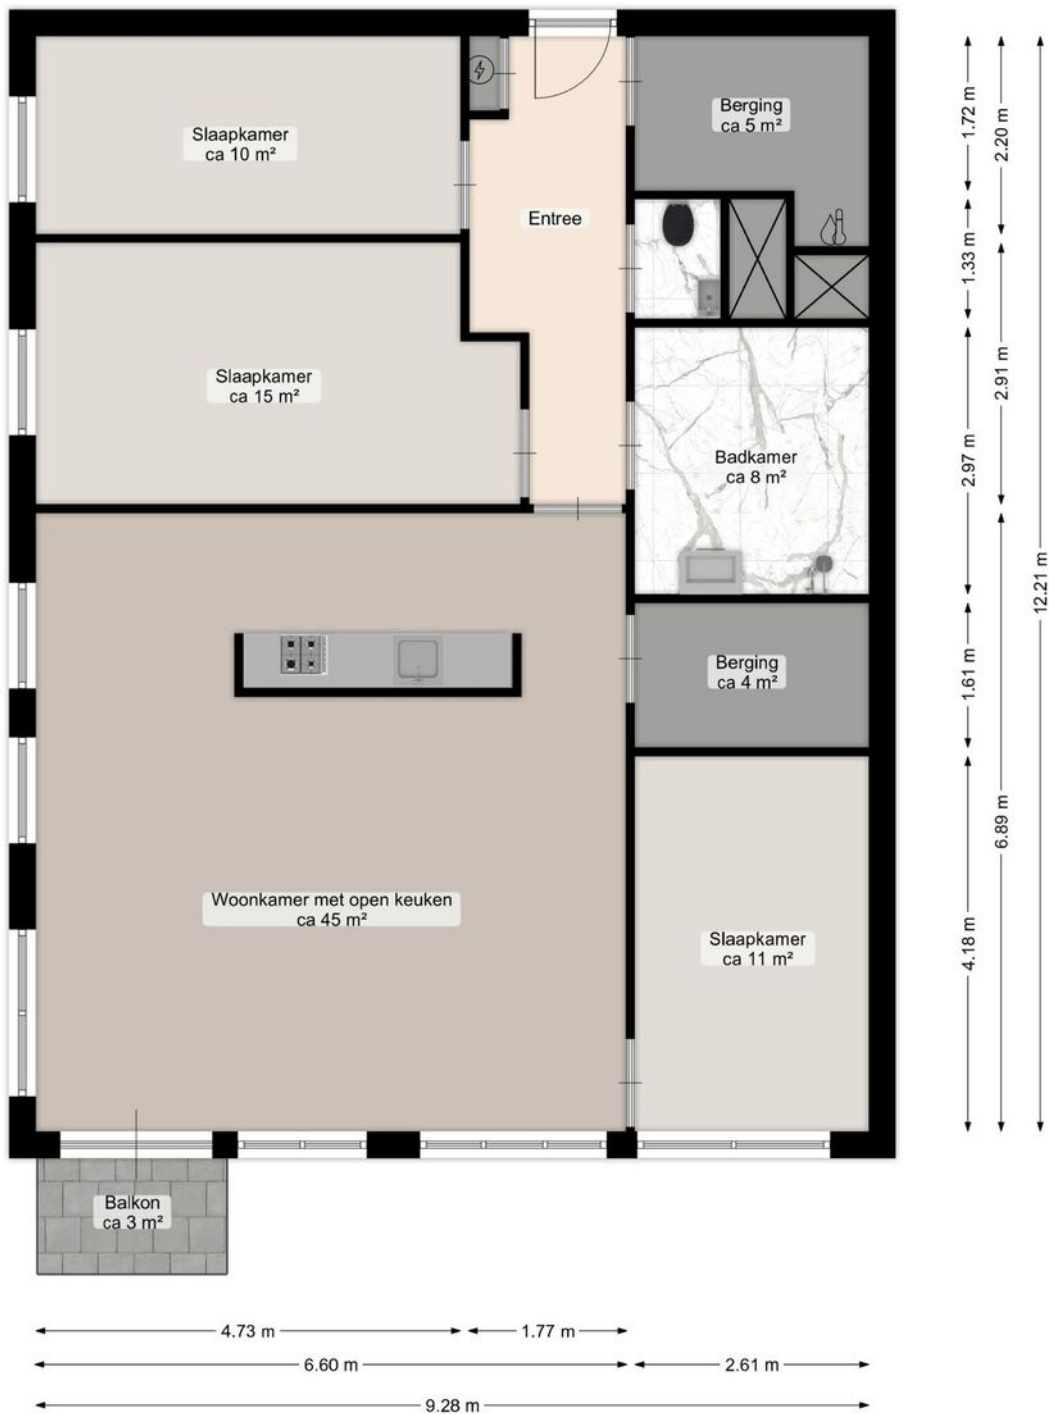 Slaapkamer
ca 10 m²
Berging
ca 5 m²
Entree
Slaapkamer
ca 15 m²
Badkamer
ca 8 m²
Berging
ca 4 m²
Woonkamer met open keuken
ca 45 m²
Slaapkamer
ca 11 m²
Balkon
ca 3 m²
1.72 m
1.33 m
2.97 m
1.61 m
4.18 m
2.20 m
2.91 m
6.89 m
12.21 m
4.73 m
1.77 m
6.60 m
2.61 m
9.28 m